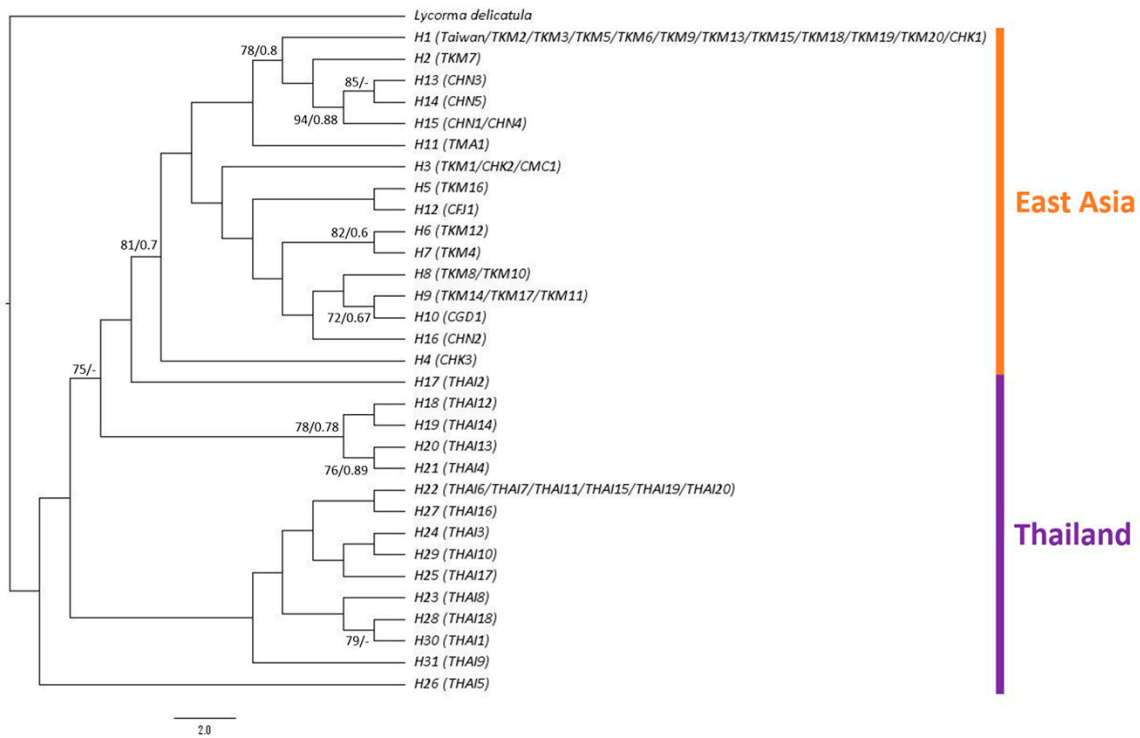 Lycorma delicatula
H1 (Taiwan/TKM2/TKM3/TKM5/TKM6/TKM9/TKM13/TKM15/TKM18/TKM19/TKM20/CHK1)
78/0.8
H2 (TKM7)
H13 (CHN3)
85/-
H14 (CHN5)
94/0.88
H15 (CHN1/CHN4)
H11 (TMA1)
H3 (TKM1/CHK2/CMC1)
H5 (TKM16)
East Asia
H12 (CFJ1)
82/0.6
H6 (TKM12)
81/0.7
H7 (TKM4)
H8 (TKM8/TKM10)
H9 (TKM14/TKM17/TKM11)
72/0.67
H10 (CGD1)
H16 (CHN2)
H4 (CHK3)
75/-
H17 (THAI2)
H18 (THAI12)
78/0.78
H19 (THAI14)
H20 (THAI13)
76/0.89
H21 (THAI4)
H22 (THAI6/THAI7/THAI11/THAI15/THAI19/THAI20)
H27 (THAI16)
H24 (THAI3)
Thailand
H29 (THAI10)
H25 (THAI17)
H23 (THAI8)
H28 (THAI18)
79/-
H30 (THAI1)
H31 (THAI9)
H26 (THAI5)
2.0